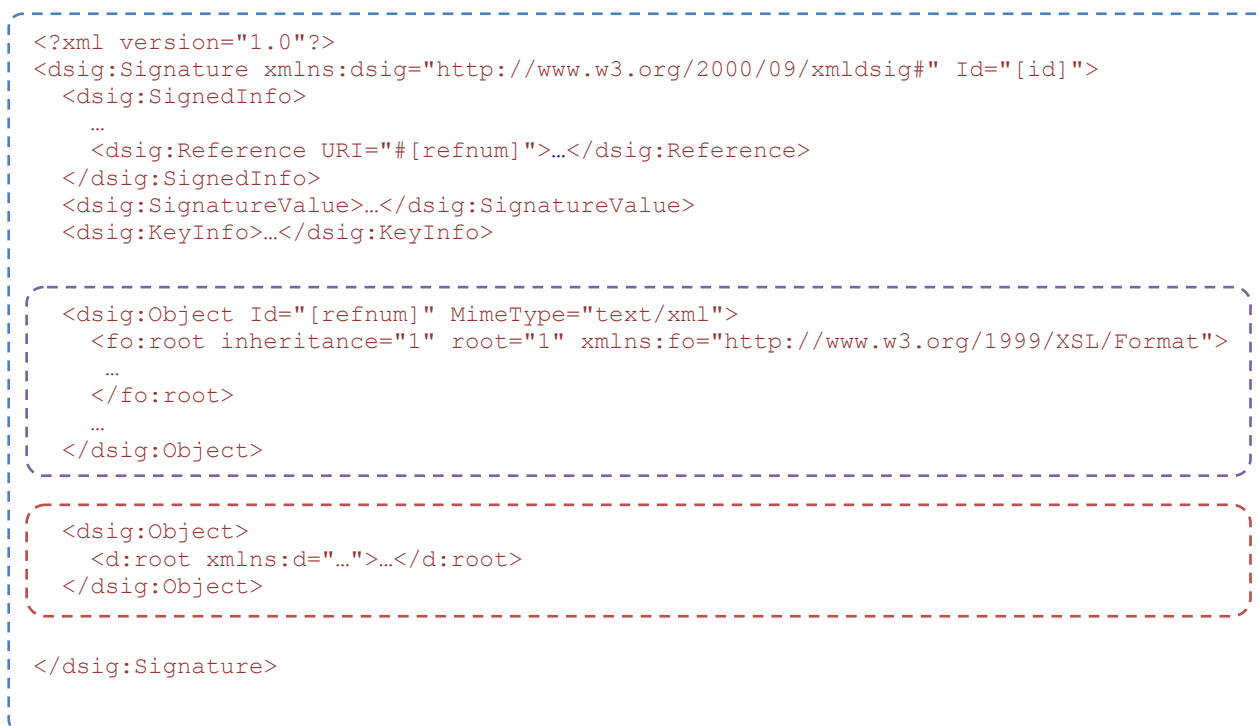 <?xml version="1.0"?>
<dsig:Signature xmlns:dsig="http://www.w3.org/2000/09/xmldsig#" Id="[id]">
  <dsig:SignedInfo>
    …
    <dsig:Reference URI="#[refnum]">…</dsig:Reference>
  </dsig:SignedInfo>
  <dsig:SignatureValue>…</dsig:SignatureValue>
  <dsig:KeyInfo>…</dsig:KeyInfo>
  <dsig:Object Id="[refnum]" MimeType="text/xml">
    <fo:root inheritance="1" root="1" xmlns:fo="http://www.w3.org/1999/XSL/Format">
     …
    </fo:root>
    …
  </dsig:Object>
  <dsig:Object>
    <d:root xmlns:d="…">…</d:root>
  </dsig:Object>
</dsig:Signature>